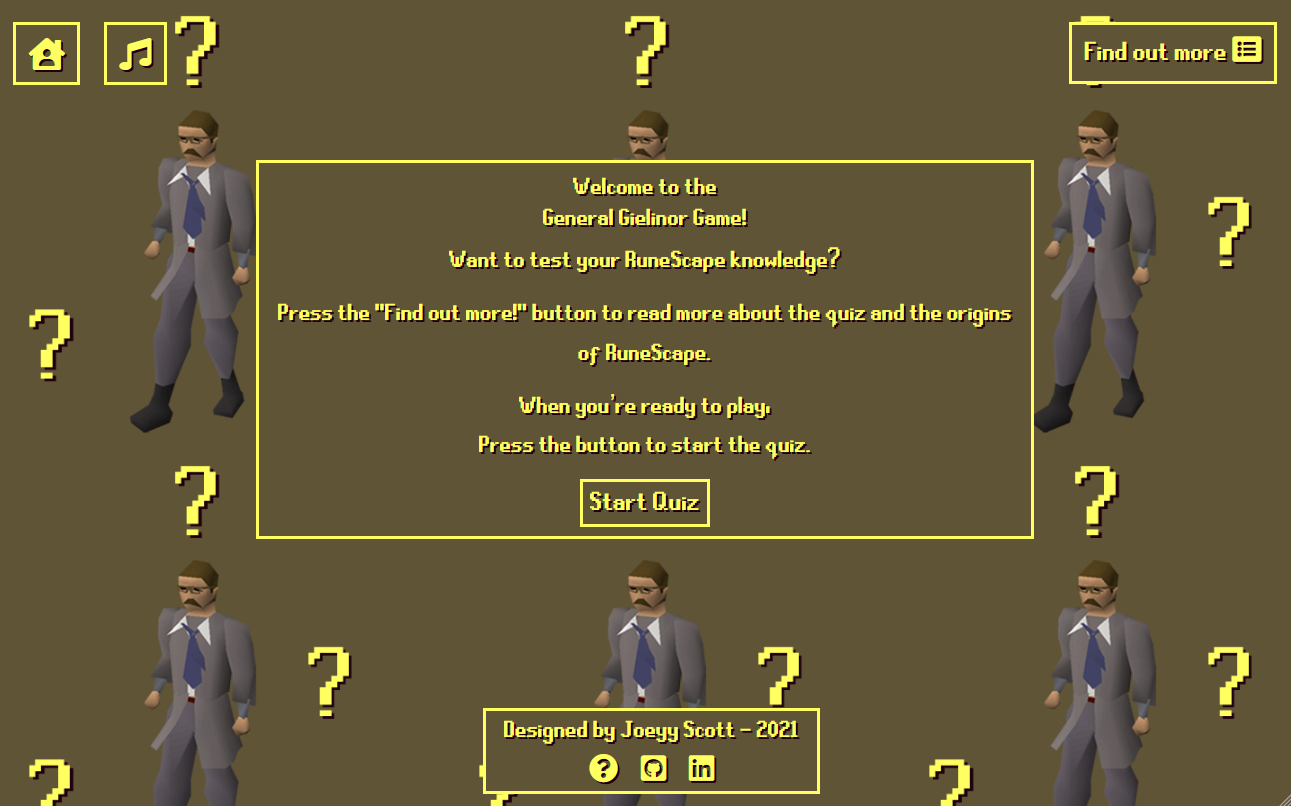 Find out more
Welcome to the
General Gielinor Game!
Want to test your RuneScape knowledge?
Press the "Find out more!" button to read more about the quiz and the origins
of RuneScape.
When you're ready to play,
Press the button to start the quiz.
Start Quiz
Designed by Joeyy Scott - 2021